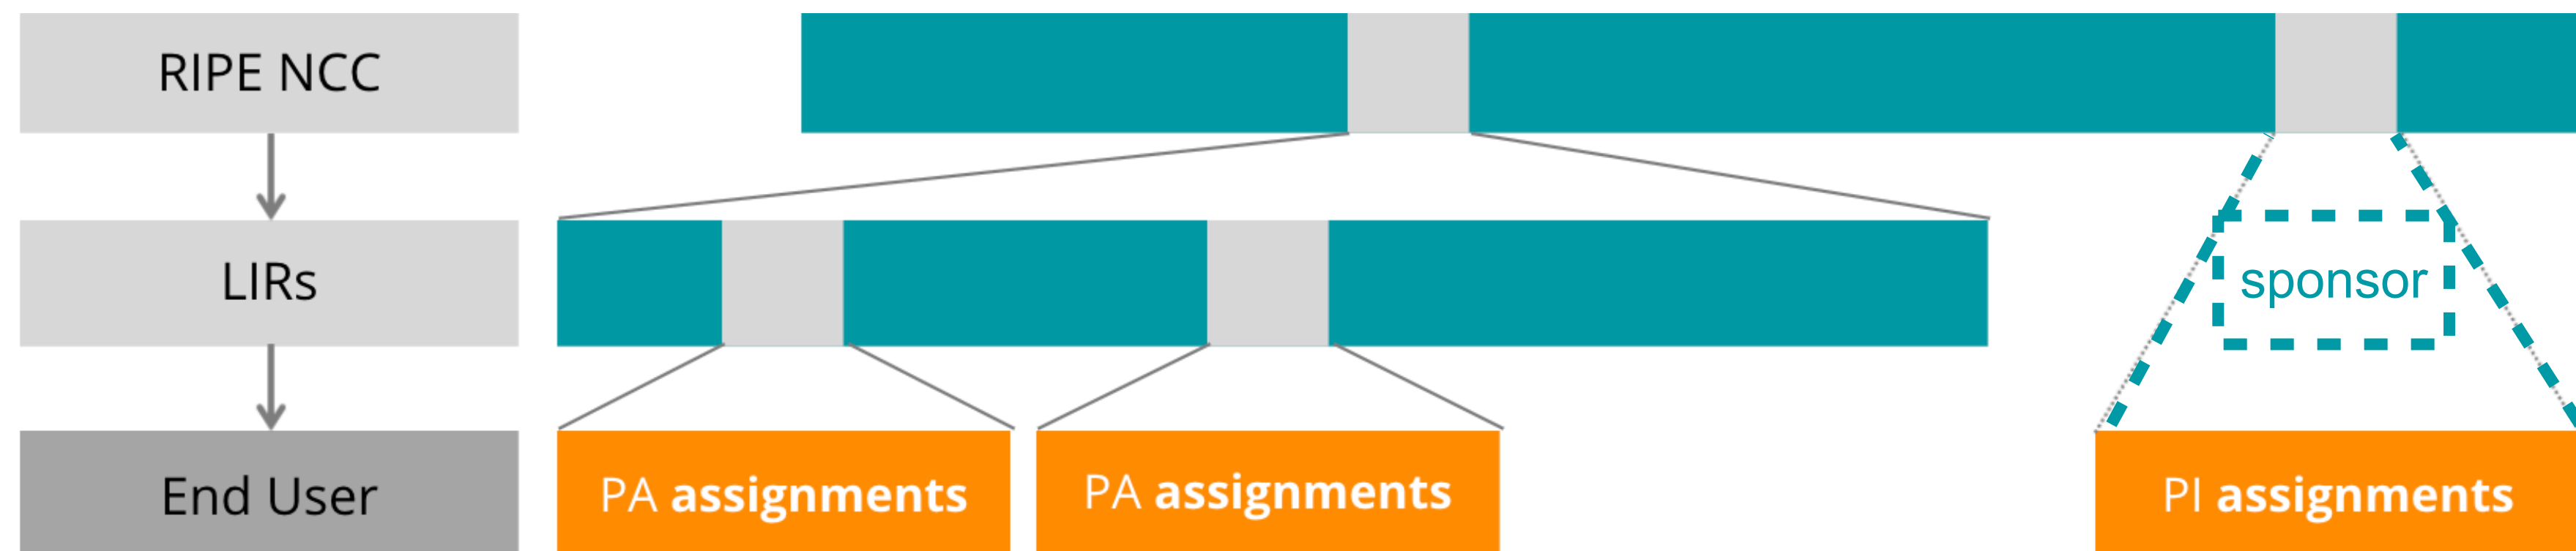 RIPE NCC
LIRs
sponsor
End User
PA assignments
PA assignments
PI assignments